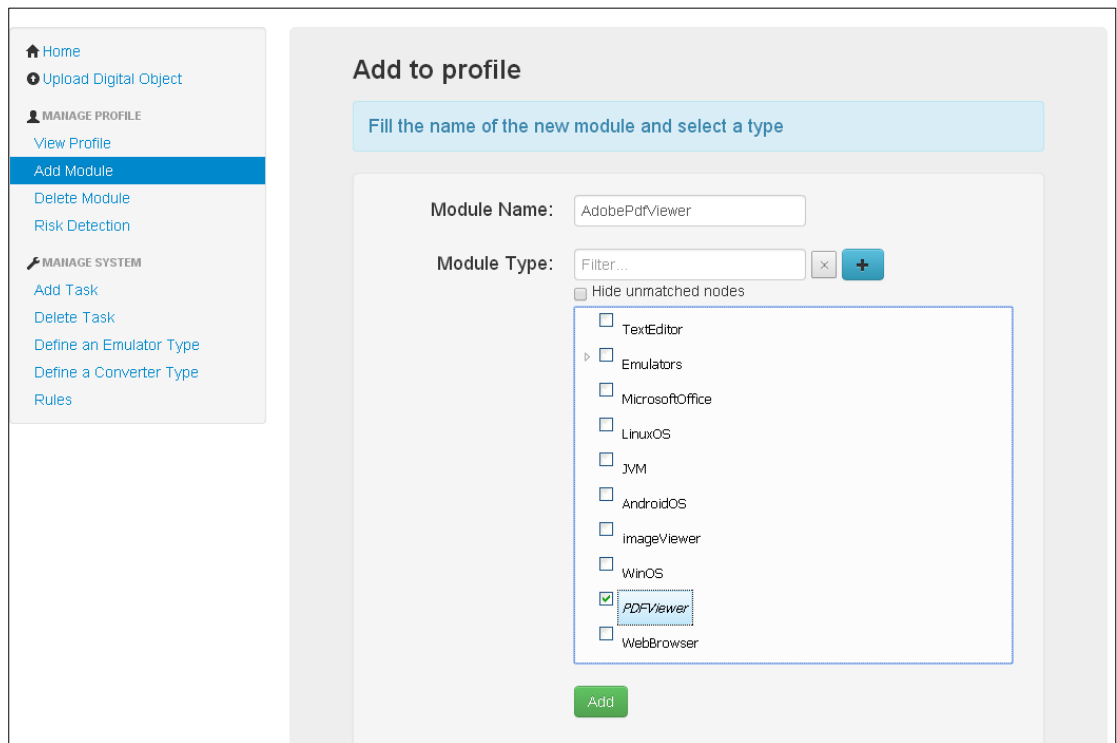 Home
Upload Digital Object
MANAGE PROFILE
View Profile
Add Module
Delete Module
Risk Detection
MANAGE SYSTEM
Add Task
Delete Task
Define an Emulator Type
Define a Converter Type
Rules
Add to profile
Fill the name of the new module and select a type
Module Name: AdobePdfViewer
Module Type: Filter... × +
Hide unmatched nodes
TextEditor
Emulators
MicrosoftOffice
LinuxOS
JVM
AndroidOS
imageViewer
WinOS
PDFViewer
WebBrowser
Add